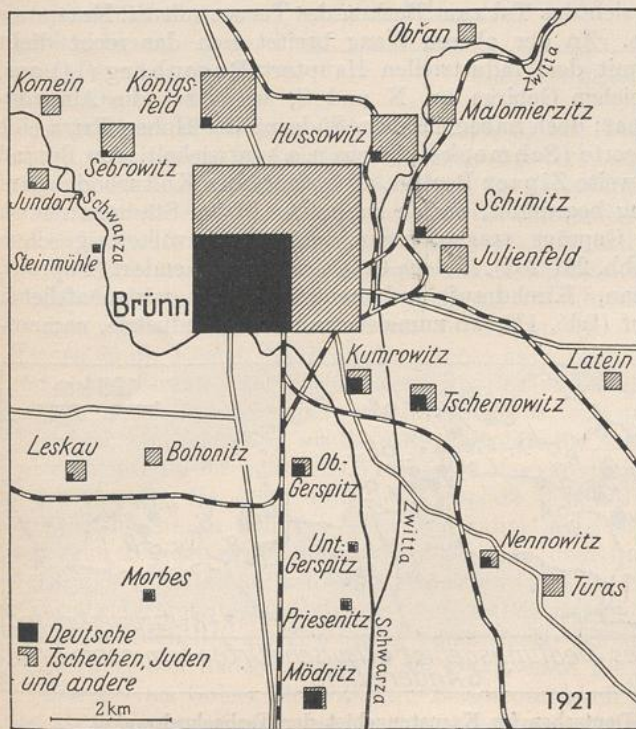 Obřan
Zwitta
Komein
Königs-
feld
Malomierzitz
Hussowitz
Sebrowitz
Jundorf
Schwarza
Schimitz
Steinmühle
Julienfeld
Brünn
Kumrowitz
Latein
Tschernowitz
Leskau
Bohonitz
Ob.-
Gerspitz
Zwitta
Unt.-
Gerspitz
Nennowitz
Morbes
Turas
Priesenitz
Schwarza
Mödritz
Deutsche
Tschechen, Juden
und andere
2 km
1921